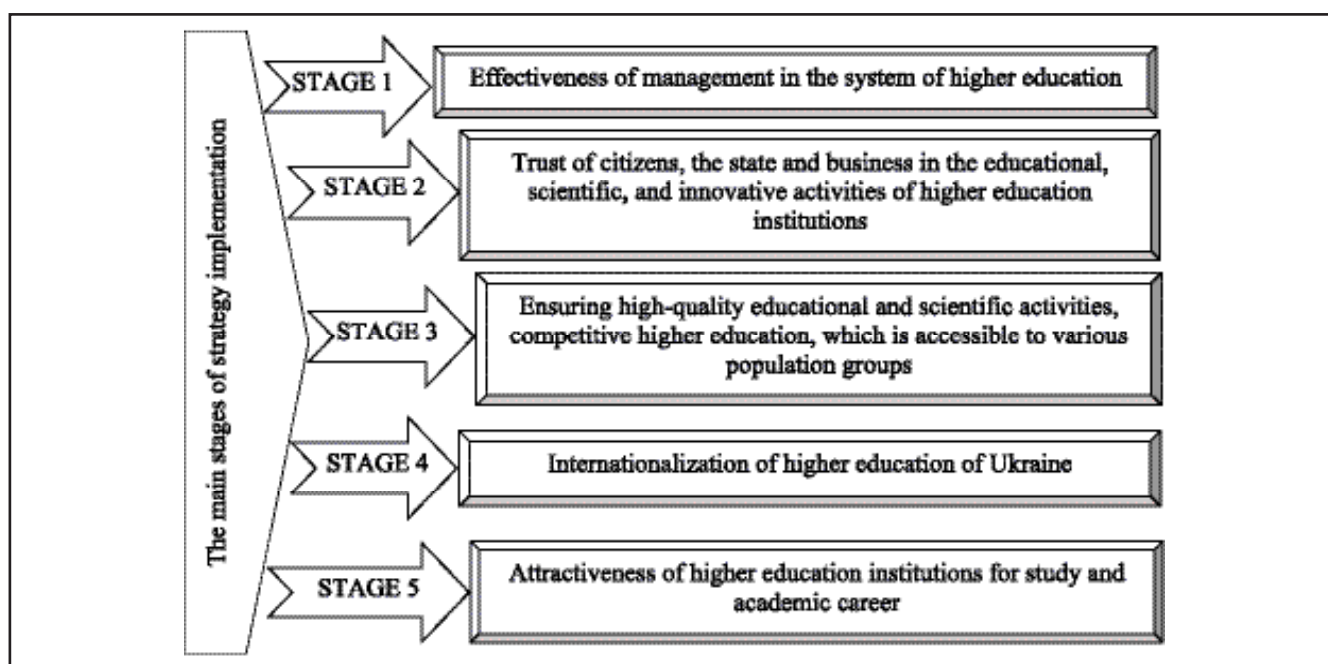 The main stages of strategy implementation
STAGE 1
Effectiveness of management in the system of higher education
STAGE 2
Trust of citizens, the state and business in the educational,
scientific, and innovative activities of higher education
institutions
STAGE 3
Ensuring high-quality educational and scientific activities,
competitive higher education, which is accessible to various
population groups
STAGE 4
Internationalization of higher education of Ukraine
STAGE 5
Attractiveness of higher education institutions for study and
academic career